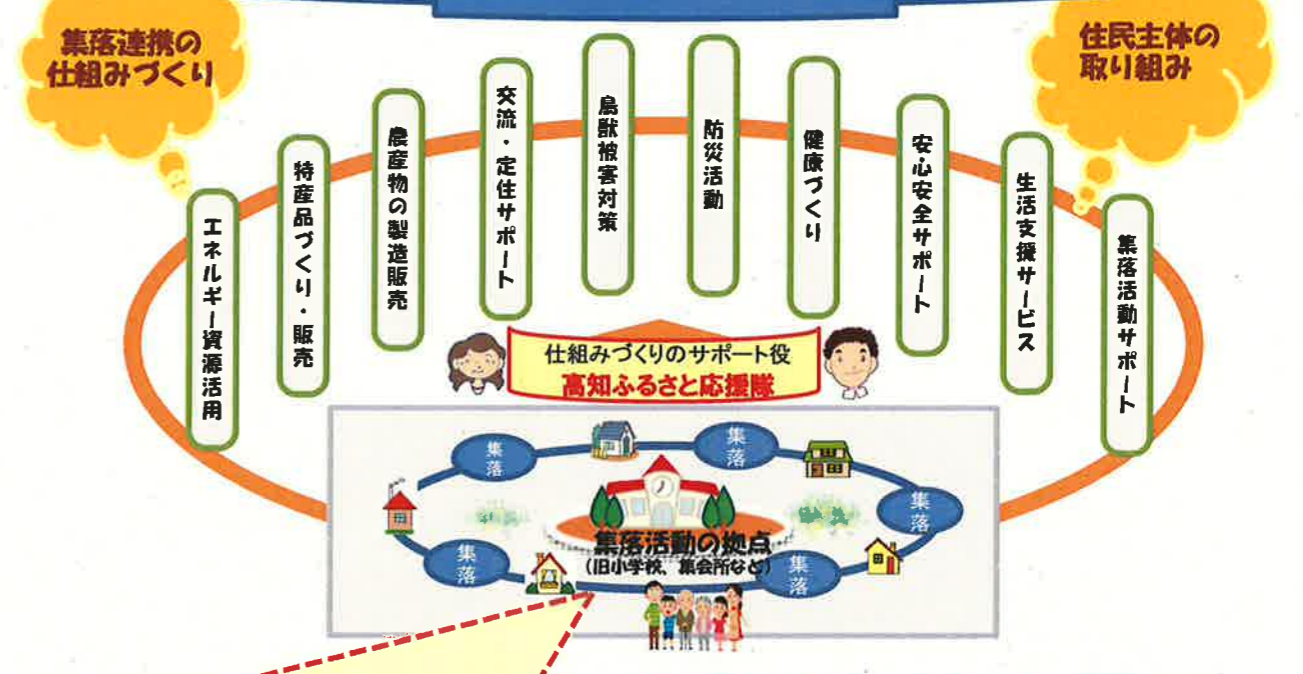 集落連携の
仕組みづくり
住民主体の
取り組み
エネルギー資源活用
特産品づくり・販売
農産物の製造販売
交流・定住サポート
鳥獣被害対策
防災活動
健康づくり
安心安全サポート
生活支援サービス
集落活動サポート
仕組みづくりのサポート役
高知ふるさと応援隊
集落
集落
集落
集落
集落
集落活動の拠点
(旧小学校、集会所など)